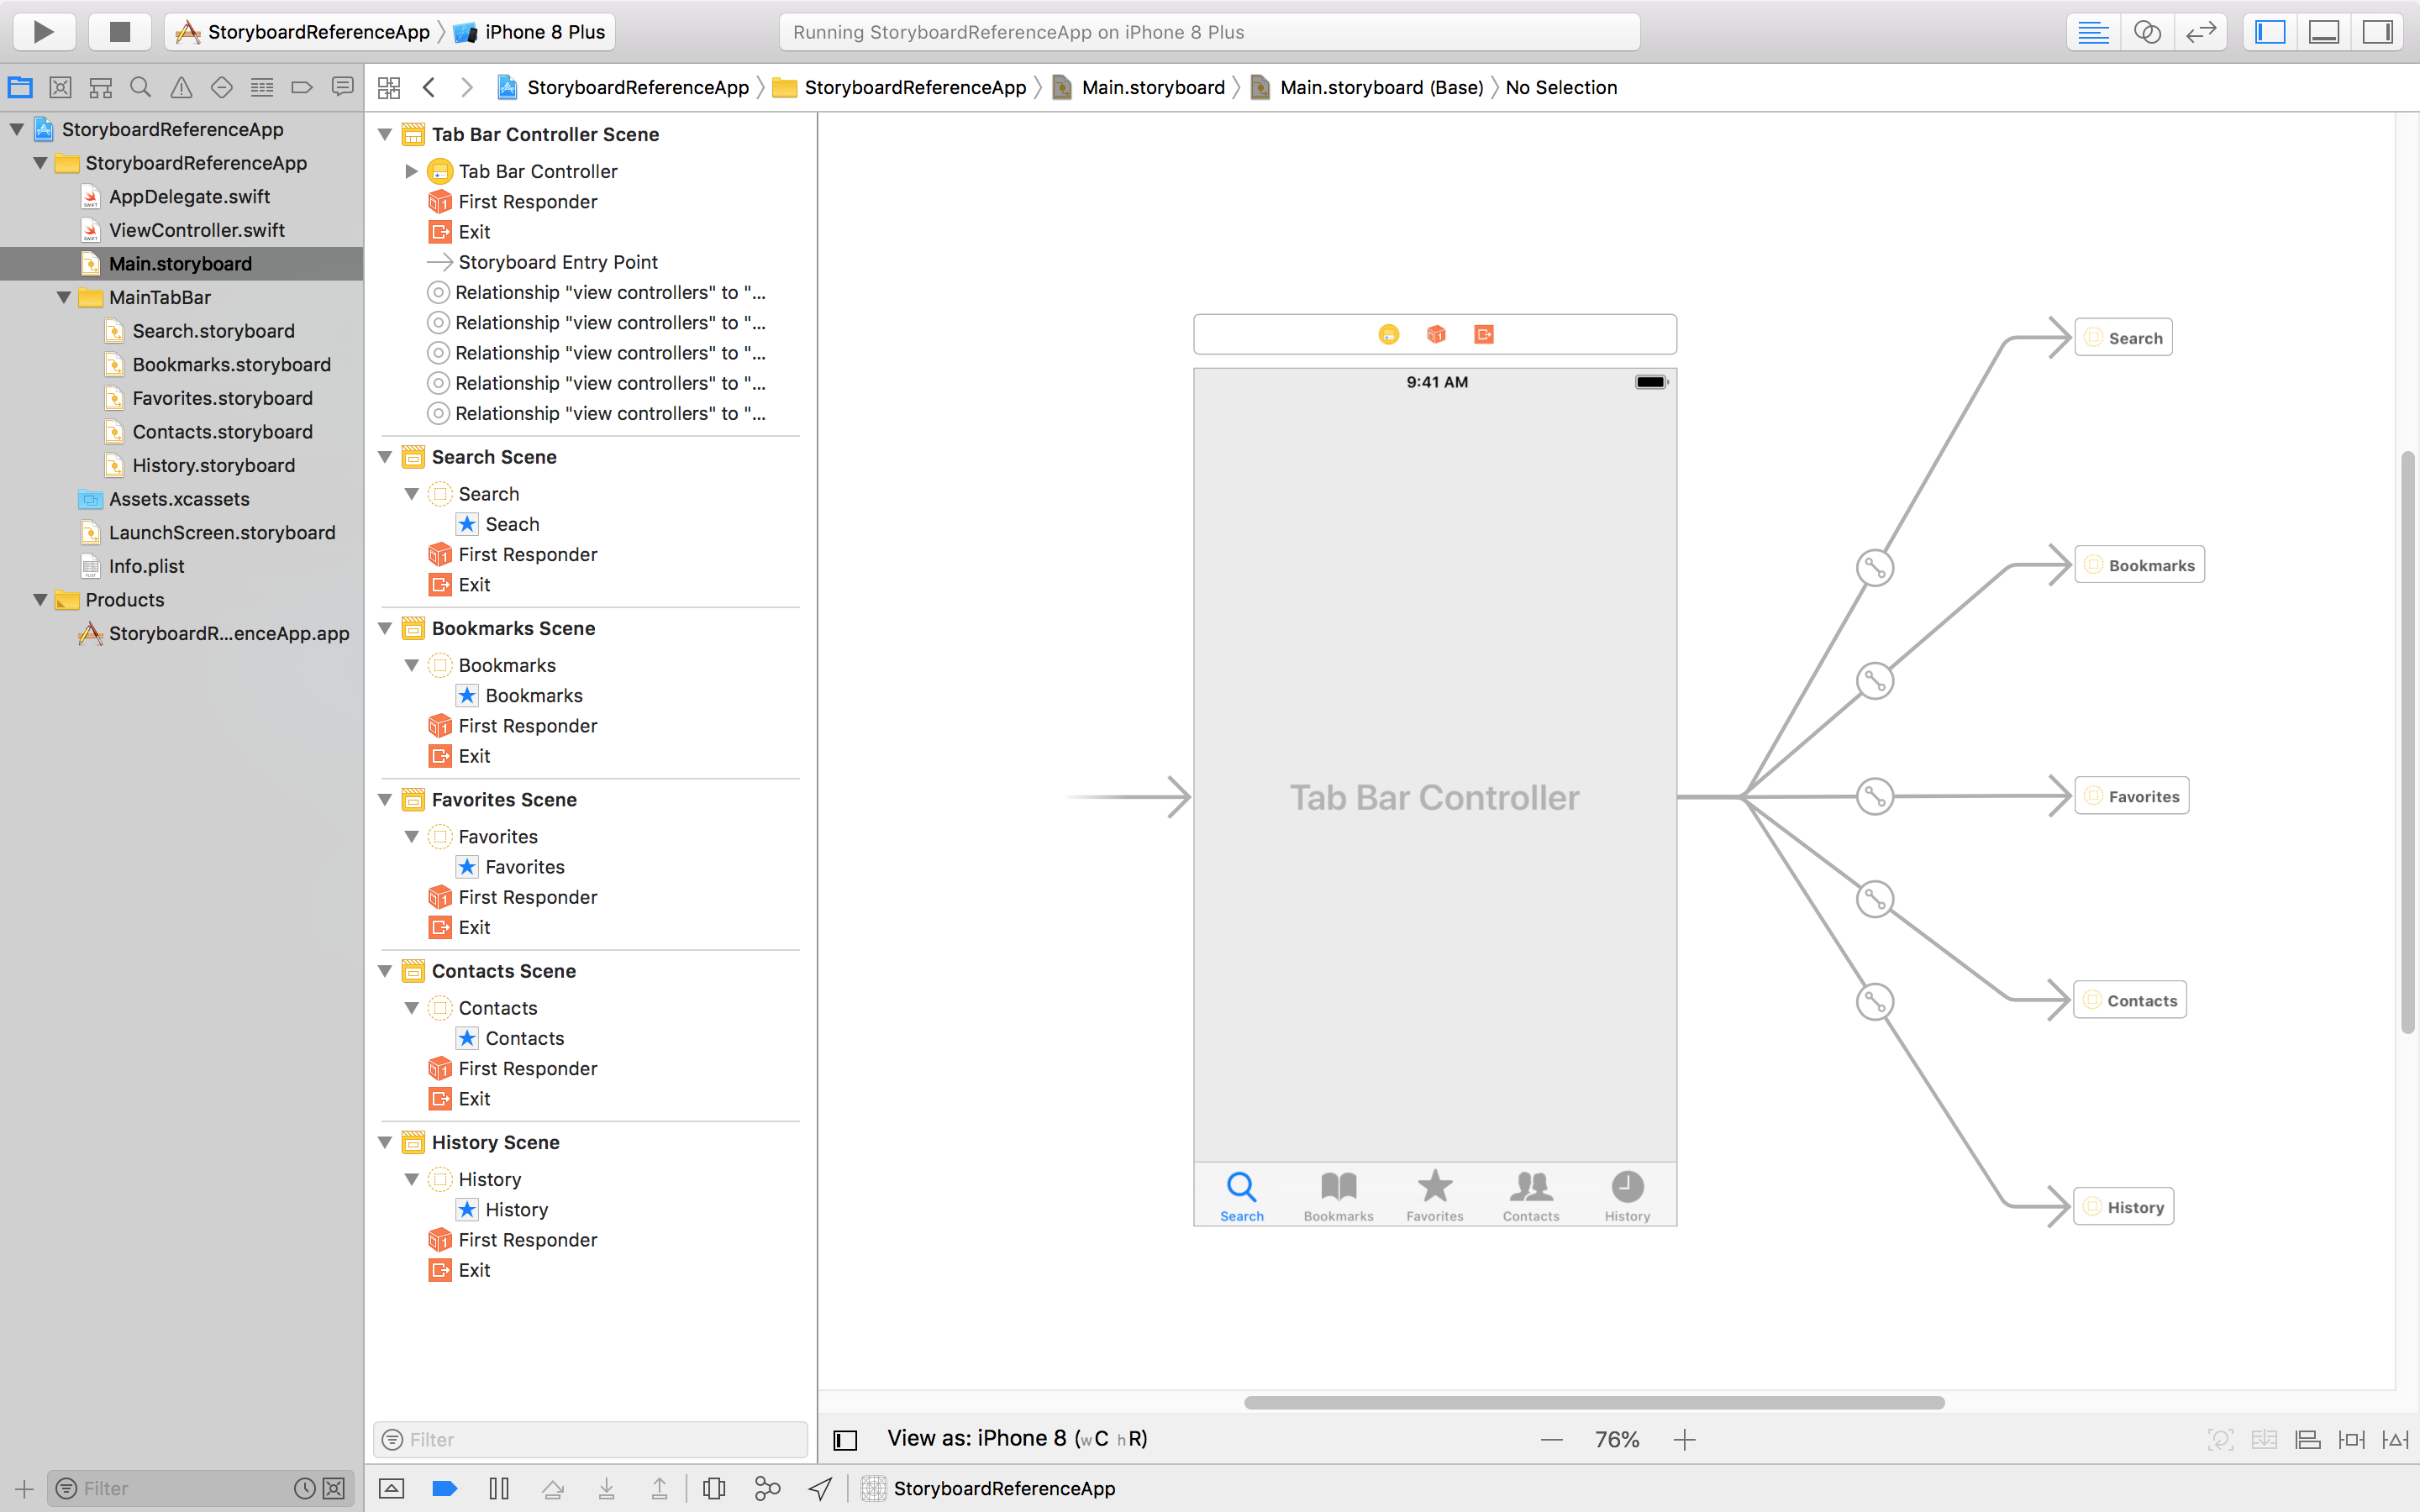 StoryboardReferenceApp iPhone 8 Plus
Running StoryboardReferenceApp on iPhone 8 Plus
StoryboardReferenceApp StoryboardReferenceApp Main.storyboard Main.storyboard (Base) No Selection
StoryboardReferenceApp
StoryboardReferenceApp
AppDelegate.swift
ViewController.swift
Main.storyboard
MainTabBar
Search.storyboard
Bookmarks.storyboard
Favorites.storyboard
Contacts.storyboard
History.storyboard
Assets.xcassets
LaunchScreen.storyboard
Info.plist
Products
StoryboardR...enceApp.app
Filter
Tab Bar Controller Scene
Tab Bar Controller
First Responder
Exit
Storyboard Entry Point
Relationship "view controllers" to "...
Relationship "view controllers" to "...
Relationship "view controllers" to "...
Relationship "view controllers" to "...
Relationship "view controllers" to "...
Search Scene
Search
Seach
First Responder
Exit
Bookmarks Scene
Bookmarks
Bookmarks
First Responder
Exit
Favorites Scene
Favorites
Favorites
First Responder
Exit
Contacts Scene
Contacts
Contacts
First Responder
Exit
History Scene
History
History
First Responder
Exit
Filter
9:41 AM
Tab Bar Controller
Search Bookmarks Favorites Contacts History
Search
Bookmarks
Favorites
Contacts
History
View as: iPhone 8 (wC hR)
76%
StoryboardReferenceApp